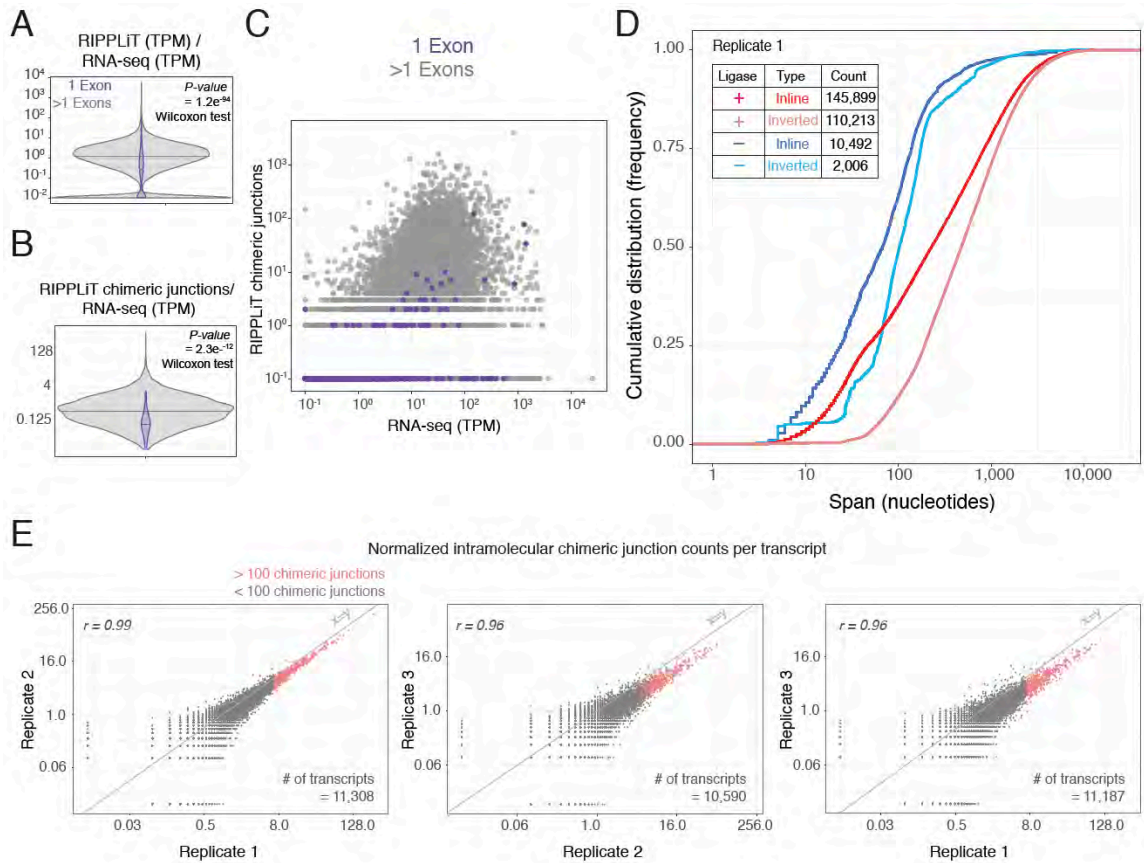 A
RIPPLiT (TPM) /
RNA-seq (TPM)
10⁴
10³
10²
10¹
10⁰
10⁻¹
10⁻²
1 Exon
>1 Exons
P-value
= 1.2e⁻⁹⁴
Wilcoxon test
B
RIPPLiT chimeric junctions/
RNA-seq (TPM)
128
4
0.125
P-value
= 2.3e⁻¹²
Wilcoxon test
C
1 Exon
>1 Exons
RIPPLiT chimeric junctions
10³
10²
10¹
10⁰
10⁻¹
10⁻¹ 10⁰ 10¹ 10² 10³ 10⁴
RNA-seq (TPM)
D
Replicate 1
Ligase Type Count
+ Inline 145,899
+ Inverted 110,213
− Inline 10,492
− Inverted 2,006
Cumulative distribution (frequency)
1.00
0.75
0.50
0.25
0.00
1 10 100 1,000 10,000
Span (nucleotides)
E
Normalized intramolecular chimeric junction counts per transcript
> 100 chimeric junctions
< 100 chimeric junctions
Replicate 2
256.0
16.0
1.0
0.06
r = 0.99
x=y
# of transcripts
= 11,308
0.03 0.5 8.0 128.0
Replicate 1
Replicate 3
16.0
1.0
0.06
r = 0.96
x=y
# of transcripts
= 10,590
0.06 1.0 16.0 256.0
Replicate 2
Replicate 3
16.0
1.0
0.06
r = 0.96
x=y
# of transcripts
= 11,187
0.03 0.5 8.0 128.0
Replicate 1